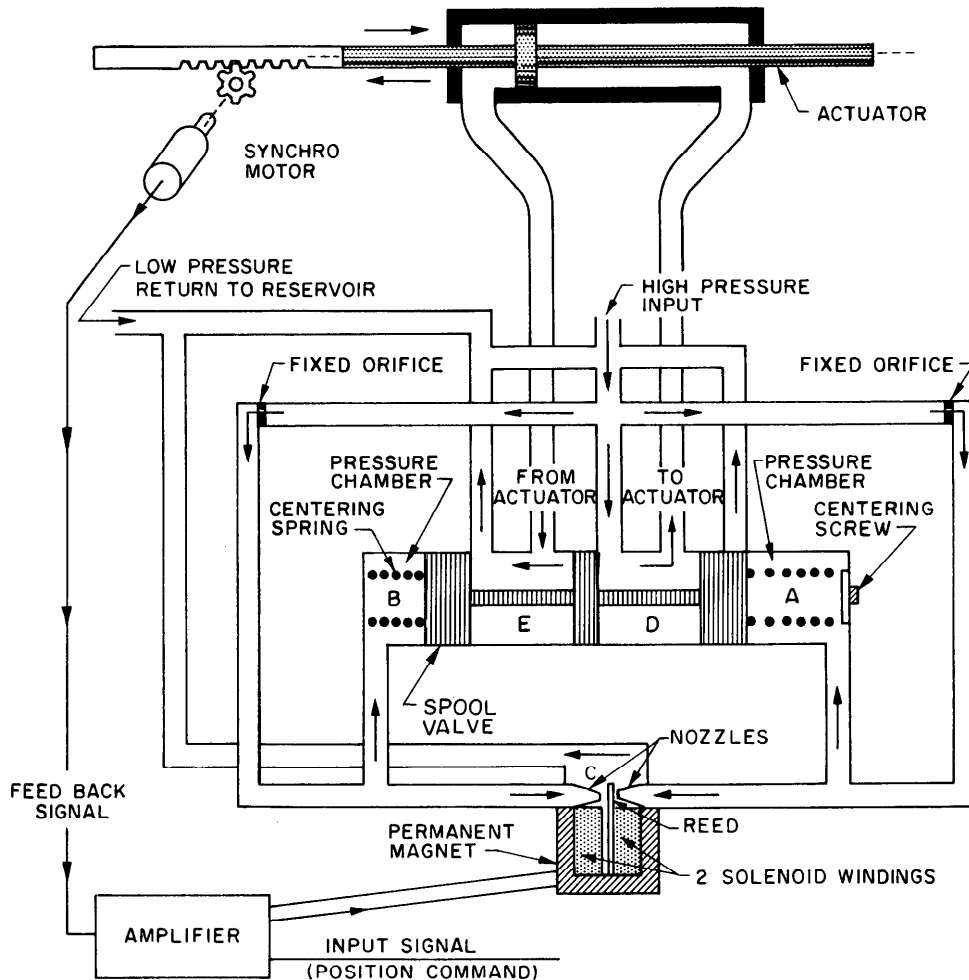 ACTUATOR
SYNCHRO
MOTOR
LOW PRESSURE
RETURN TO RESERVOIR
HIGH PRESSURE
INPUT
FIXED ORIFICE
FIXED ORIFICE
PRESSURE
CHAMBER
CENTERING
SPRING
FROM
ACTUATOR
TO
ACTUATOR
PRESSURE
CHAMBER
CENTERING
SCREW
B
E
D
A
SPOOL
VALVE
NOZZLES
C
FEED BACK
SIGNAL
REED
PERMANENT
MAGNET
2 SOLENOID WINDINGS
AMPLIFIER
INPUT SIGNAL
(POSITION COMMAND)